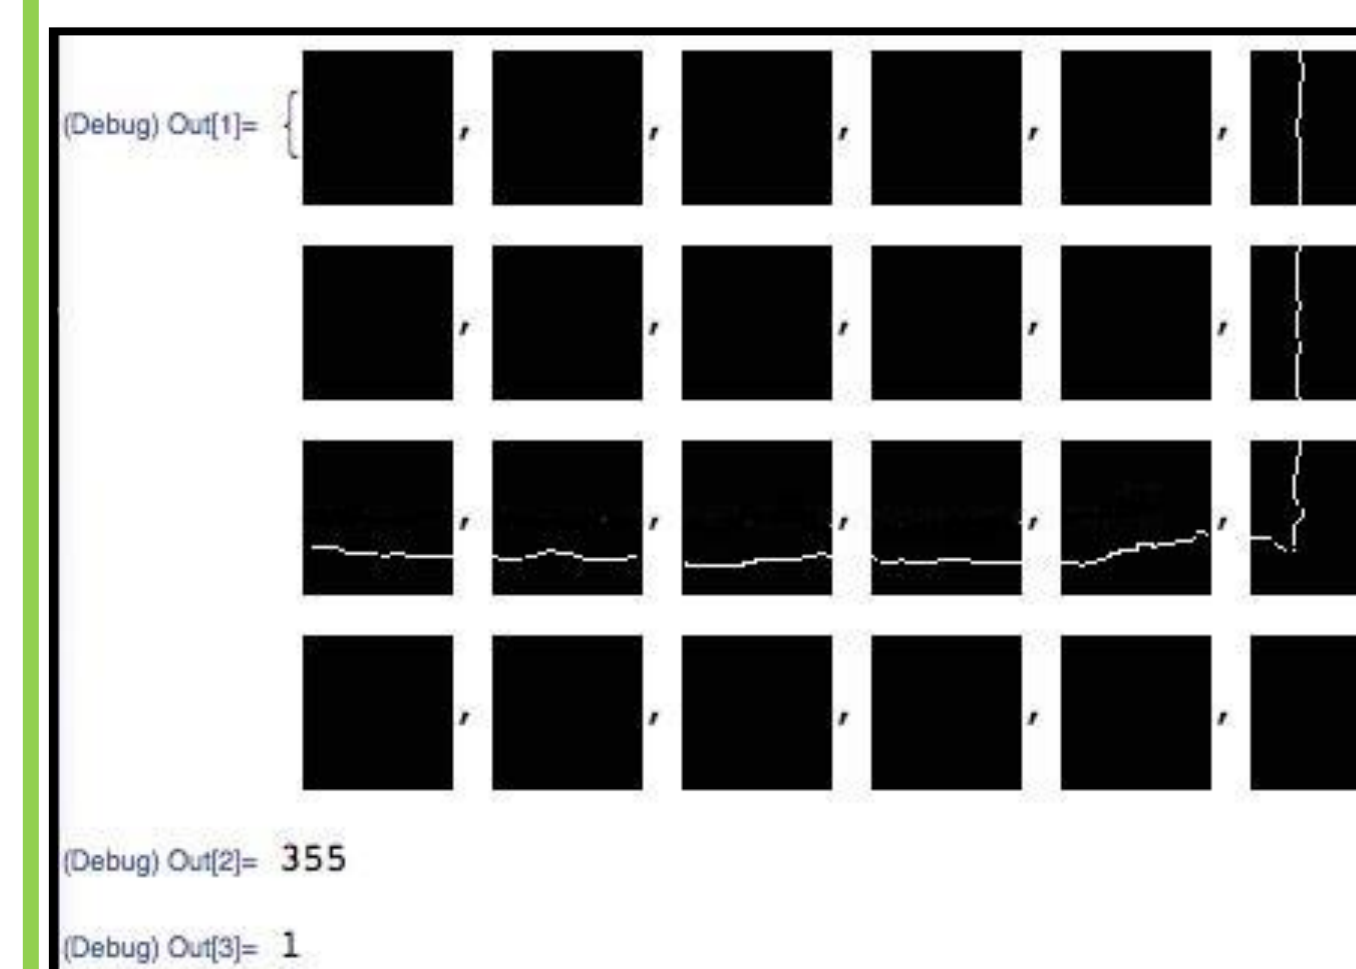 (Debug) Out[1]= { , , , , ,
, , , , ,
, , , , ,
, , , , ,
(Debug) Out[2]= 355
(Debug) Out[3]= 1